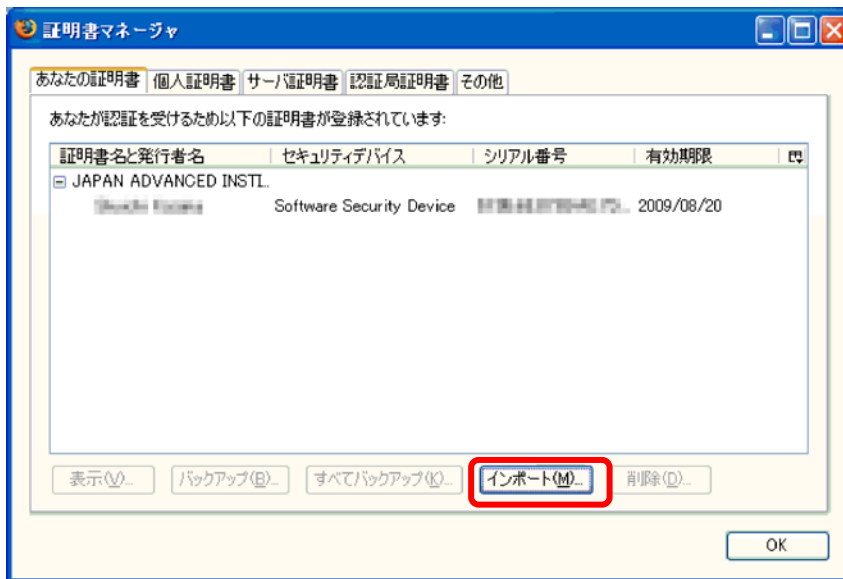 証明書マネージャ
あなたの証明書 個人証明書 サーバ証明書 認証局証明書 その他
あなたが認証を受けるため以下の証明書が登録されています:
証明書名と発行者名 セキュリティデバイス シリアル番号 有効期限
JAPAN ADVANCED INSTI...
Software Security Device 2009/08/20
表示(V)... バックアップ(B)... すべてバックアップ(K)... インポート(M)... 削除(D)...
OK